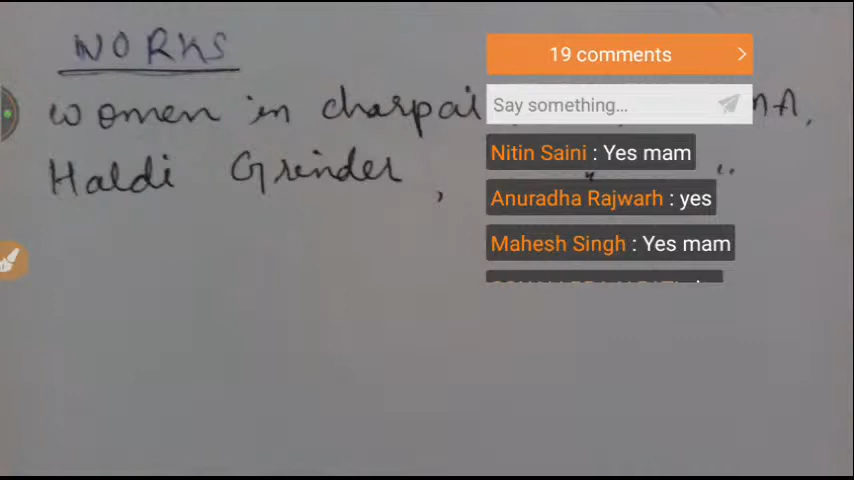 WORKS
women in charpai
Haldi Grinder ,
19 comments
Say something...
Nitin Saini : Yes mam
Anuradha Rajwarh : yes
Mahesh Singh : Yes mam